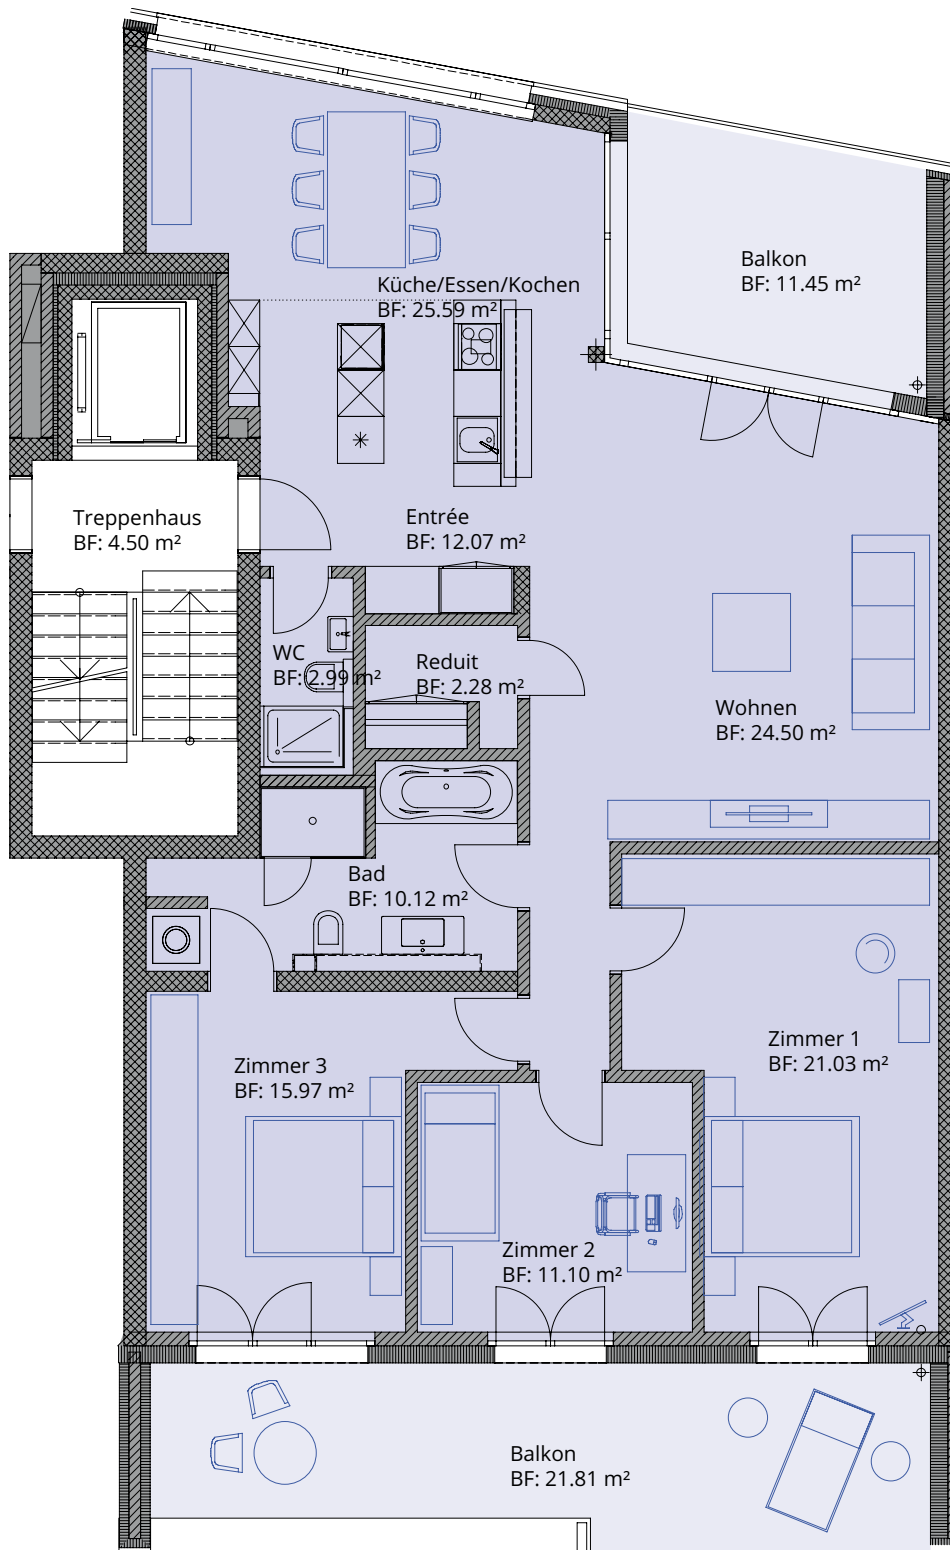 Küche/Essen/Kochen
BF: 25.59 m²
Balkon
BF: 11.45 m²
Treppenhaus
BF: 4.50 m²
Entrée
BF: 12.07 m²
WC
BF: 2.99 m²
Reduit
BF: 2.28 m²
Wohnen
BF: 24.50 m²
Bad
BF: 10.12 m²
Zimmer 1
BF: 21.03 m²
Zimmer 3
BF: 15.97 m²
Zimmer 2
BF: 11.10 m²
Balkon
BF: 21.81 m²